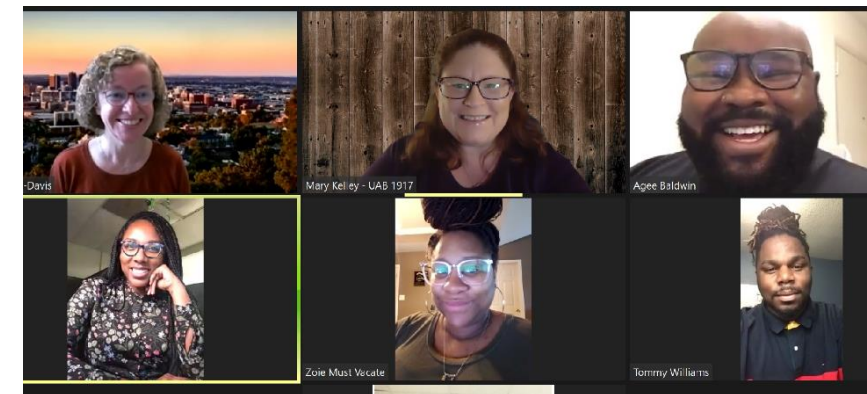 -Davis
Mary Kelley - UAB 1917
Agee Baldwin
Zoie Must Vacate
Tommy Williams